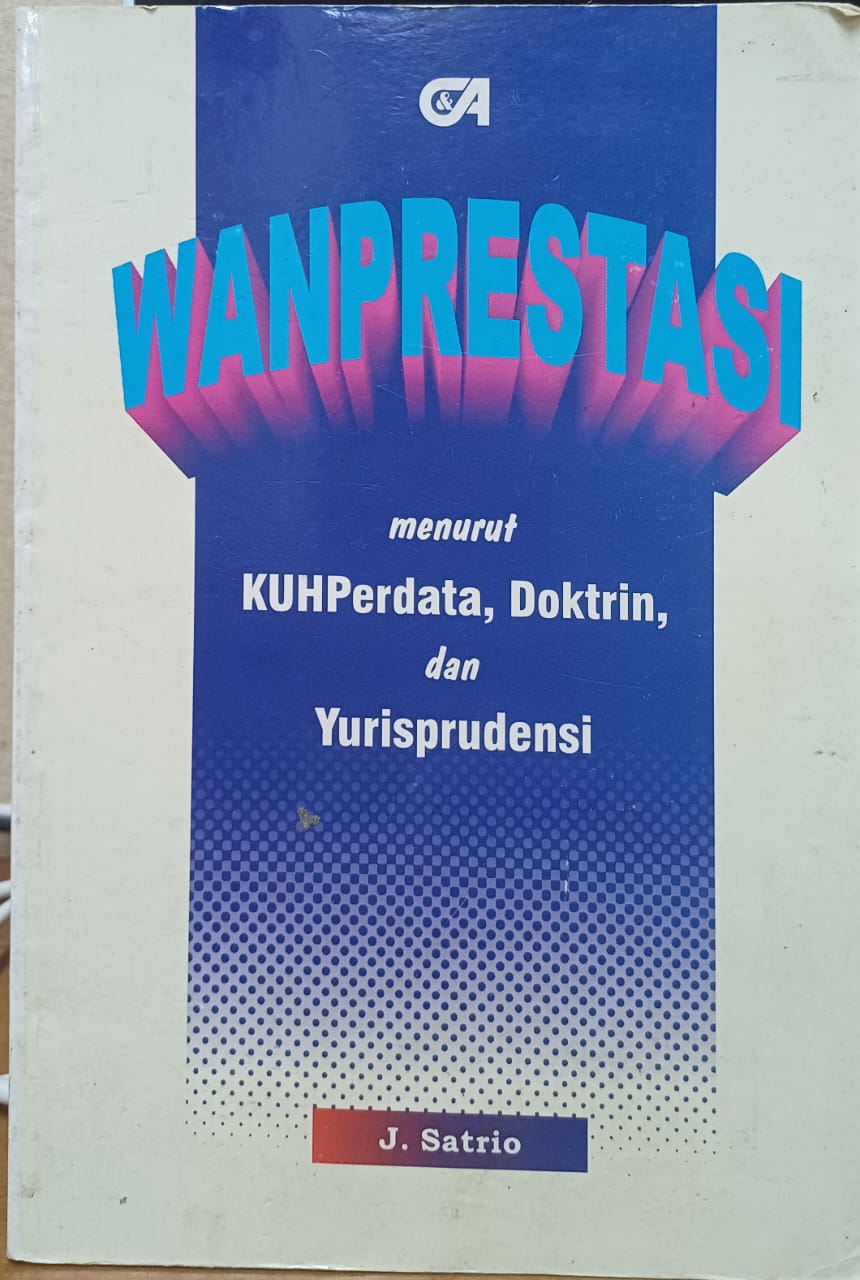 C&A
WANPRESTASI
menurut
KUHPerdata, Doktrin,
dan
Yurisprudensi
J. Satrio